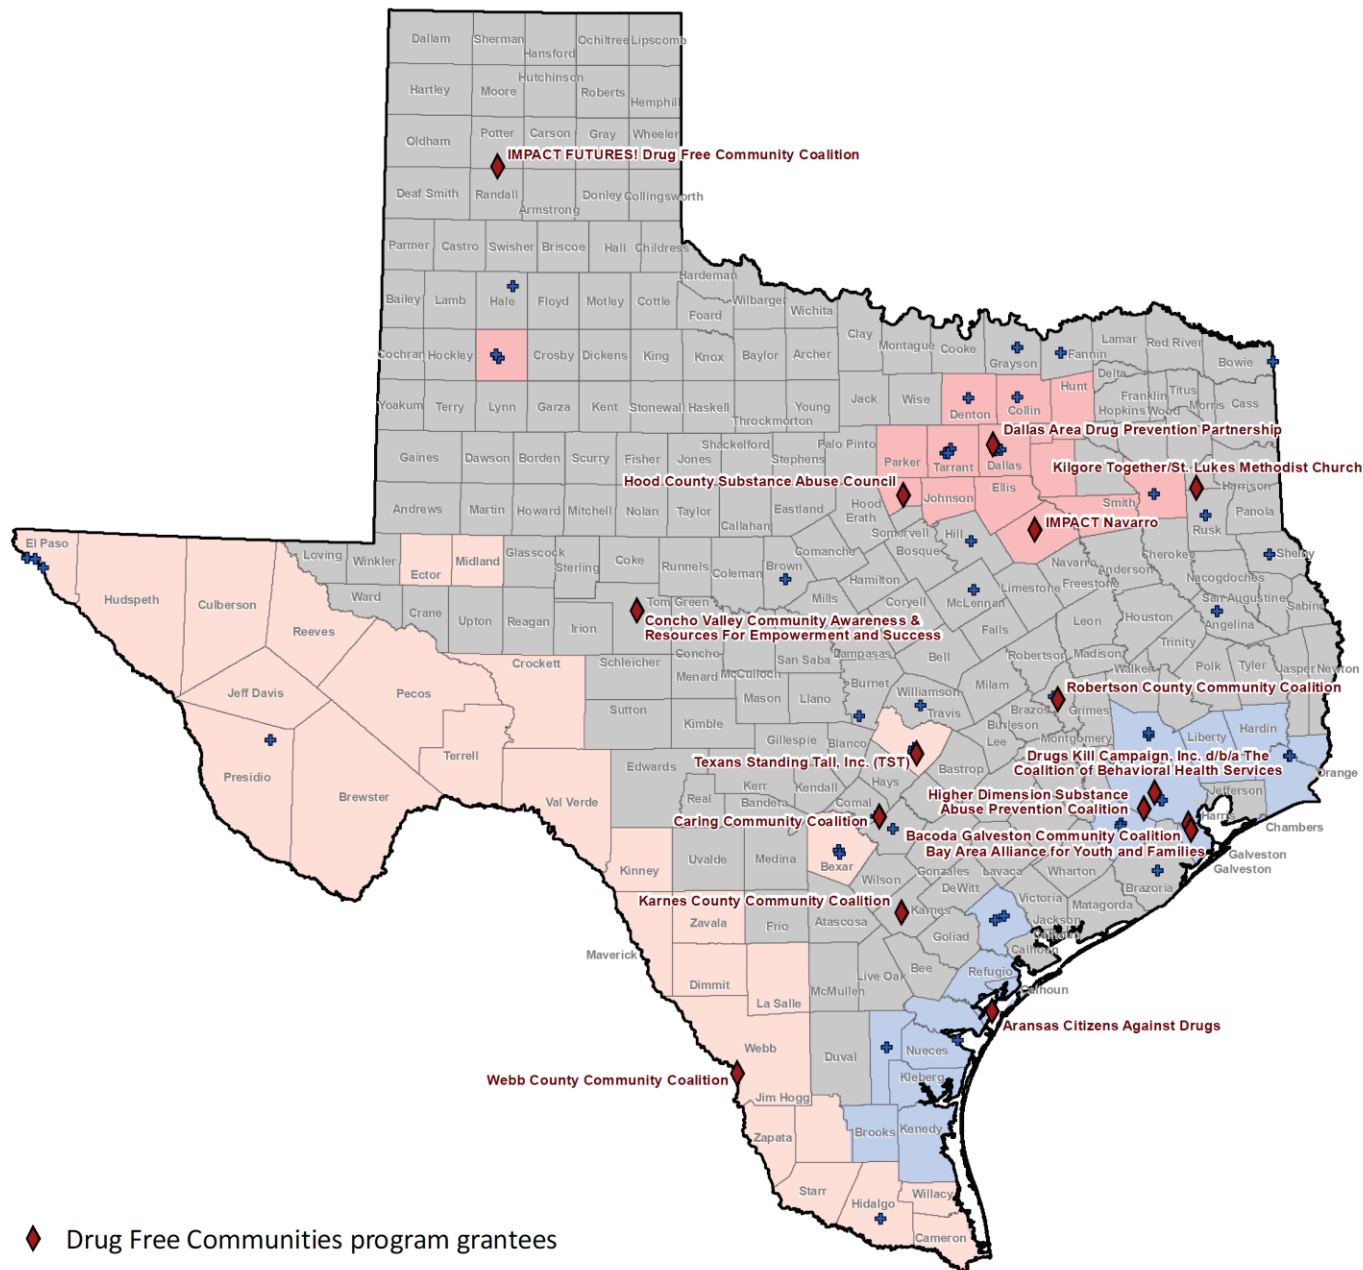 Dallam Sherman Hansford Ochiltree Lipscomb
Hartley Moore Hutchinson Roberts Hemphill
Oldham Potter Carson Gray Wheeler
IMPACT FUTURES! Drug Free Community Coalition
Deaf Smith Randall Armstrong Donley Collingsworth
Parmer Castro Swisher Briscoe Hall Childress
Hardeman
Bailey Lamb Hale Floyd Motley Cottle Foard Wilbarger Wichita
Clay Montague Cooke Grayson Fannin Lamar Red River Bowie
Cochran Hockley Crosby Dickens King Knox Baylor Archer
Delta Franklin Titus
Hopkins Wood Morris Cass
Yoakum Terry Lynn Garza Kent Stonewal Haskell Throckmorton Young Jack Wise Denton Collin Hunt
Dallas Area Drug Prevention Partnership
Gaines Dawson Borden Scurry Fisher Jones Shackelford Stephens Palo Pinto Parker Tarrant Dallas
Kilgore Together/St. Lukes Methodist Church
Hood County Substance Abuse Council
Johnson Ellis Smith Harrison
Andrews Martin Howard Mitchell Nolan Taylor Callahan Eastland Hood Erath
IMPACT Navarro
Rusk Panola
Somervell Bosque Hill Navarro Anderson Cherokee Shelby
El Paso Loving Winkler Ector Midland Glasscock Sterling Coke Runnels Coleman Brown Comanche
Hamilton Limestone Freestone Nacogdoches
Hudspeth Culberson Reeves Ward Crane Upton Reagan Irion Tom Green Mills Coryell McLennan Falls Leon Houston San Augustine Angelina Sabine
Concho Valley Community Awareness &
Resources For Empowerment and Success
Trinity
Crockett Schleicher Concho Menard McCulloch San Saba Lampasas Bell Robertson Madison Walker Polk Tyler Jasper Newton
Jeff Davis Pecos Sutton Kimble Mason Llano Burnet Williamson Milam
Robertson County Community Coalition
Travis Brazos Grimes Burleson
Gillespie Blanco Lee Montgomery Liberty Hardin
Presidio Brewster Terrell Val Verde Edwards
Texans Standing Tall, Inc. (TST)
Bastrop
Drugs Kill Campaign, Inc. d/b/a The
Coalition of Behavioral Health Services
Orange
Real Kerr Bandera Kendall Hays Comal
Higher Dimension Substance
Abuse Prevention Coalition
Jefferson
Caring Community Coalition
Harris Chambers
Bacoda Galveston Community Coalition
Bay Area Alliance for Youth and Families
Galveston
Galveston
Kinney Uvalde Medina Bexar Wilson Gonzales Lavaca Wharton Brazoria
DeWitt Victoria Matagorda
Karnes County Community Coalition
Karnes Jackson
Maverick Zavala Frio Atascosa Goliad Calhoun
Calhoun
Dimmit La Salle McMullen Live Oak Bee Refugio Calhoun
Aransas Citizens Against Drugs
Webb Duval Nueces
Webb County Community Coalition
Kleberg
Jim Hogg
Zapata Brooks Kenedy
Starr Hidalgo Willacy
Cameron
Drug Free Communities program grantees